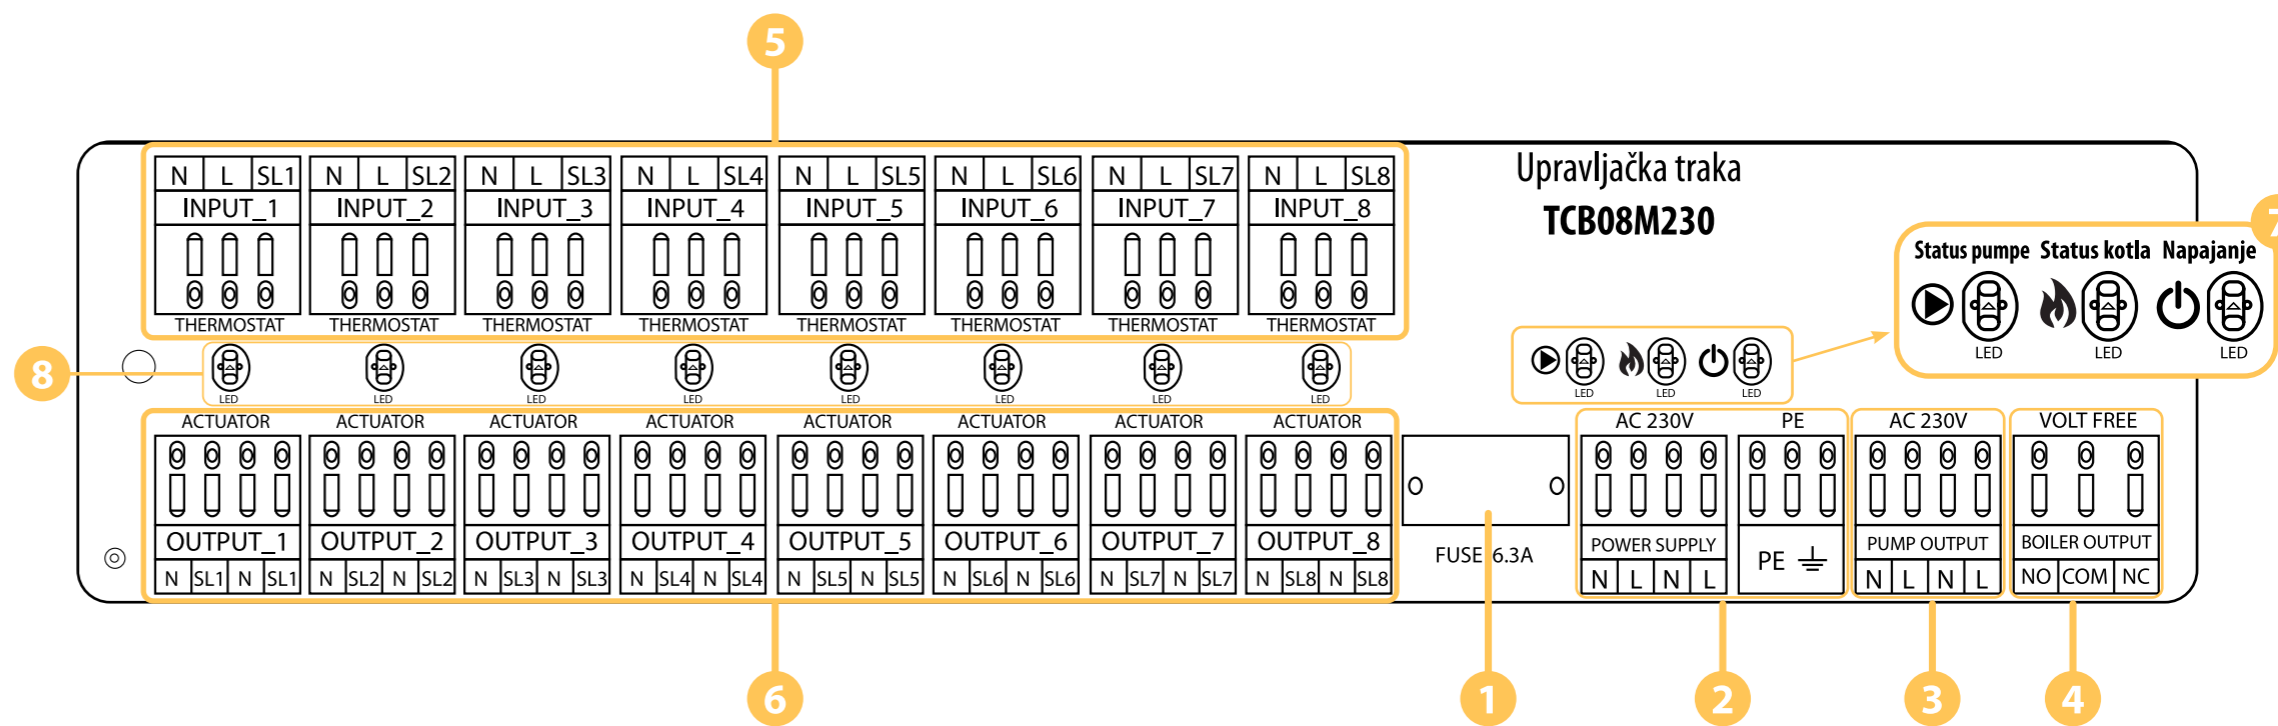 5
N L SL1 N L SL2 N L SL3 N L SL4 N L SL5 N L SL6 N L SL7 N L SL8
INPUT_1 INPUT_2 INPUT_3 INPUT_4 INPUT_5 INPUT_6 INPUT_7 INPUT_8
THERMOSTAT THERMOSTAT THERMOSTAT THERMOSTAT THERMOSTAT THERMOSTAT THERMOSTAT THERMOSTAT
Upravljačka traka
TCB08M230
7
Status pumpe Status kotla Napajanje
LED LED LED
8
LED LED LED LED LED LED LED LED
LED LED LED
ACTUATOR ACTUATOR ACTUATOR ACTUATOR ACTUATOR ACTUATOR ACTUATOR ACTUATOR
OUTPUT_1 OUTPUT_2 OUTPUT_3 OUTPUT_4 OUTPUT_5 OUTPUT_6 OUTPUT_7 OUTPUT_8
N SL1 N SL1 N SL2 N SL2 N SL3 N SL3 N SL4 N SL4 N SL5 N SL5 N SL6 N SL6 N SL7 N SL7 N SL8 N SL8
FUSE 6.3A
AC 230V PE AC 230V VOLT FREE
POWER SUPPLY PE PUMP OUTPUT BOILER OUTPUT
N L N L N L N L NO COM NC
6 1 2 3 4